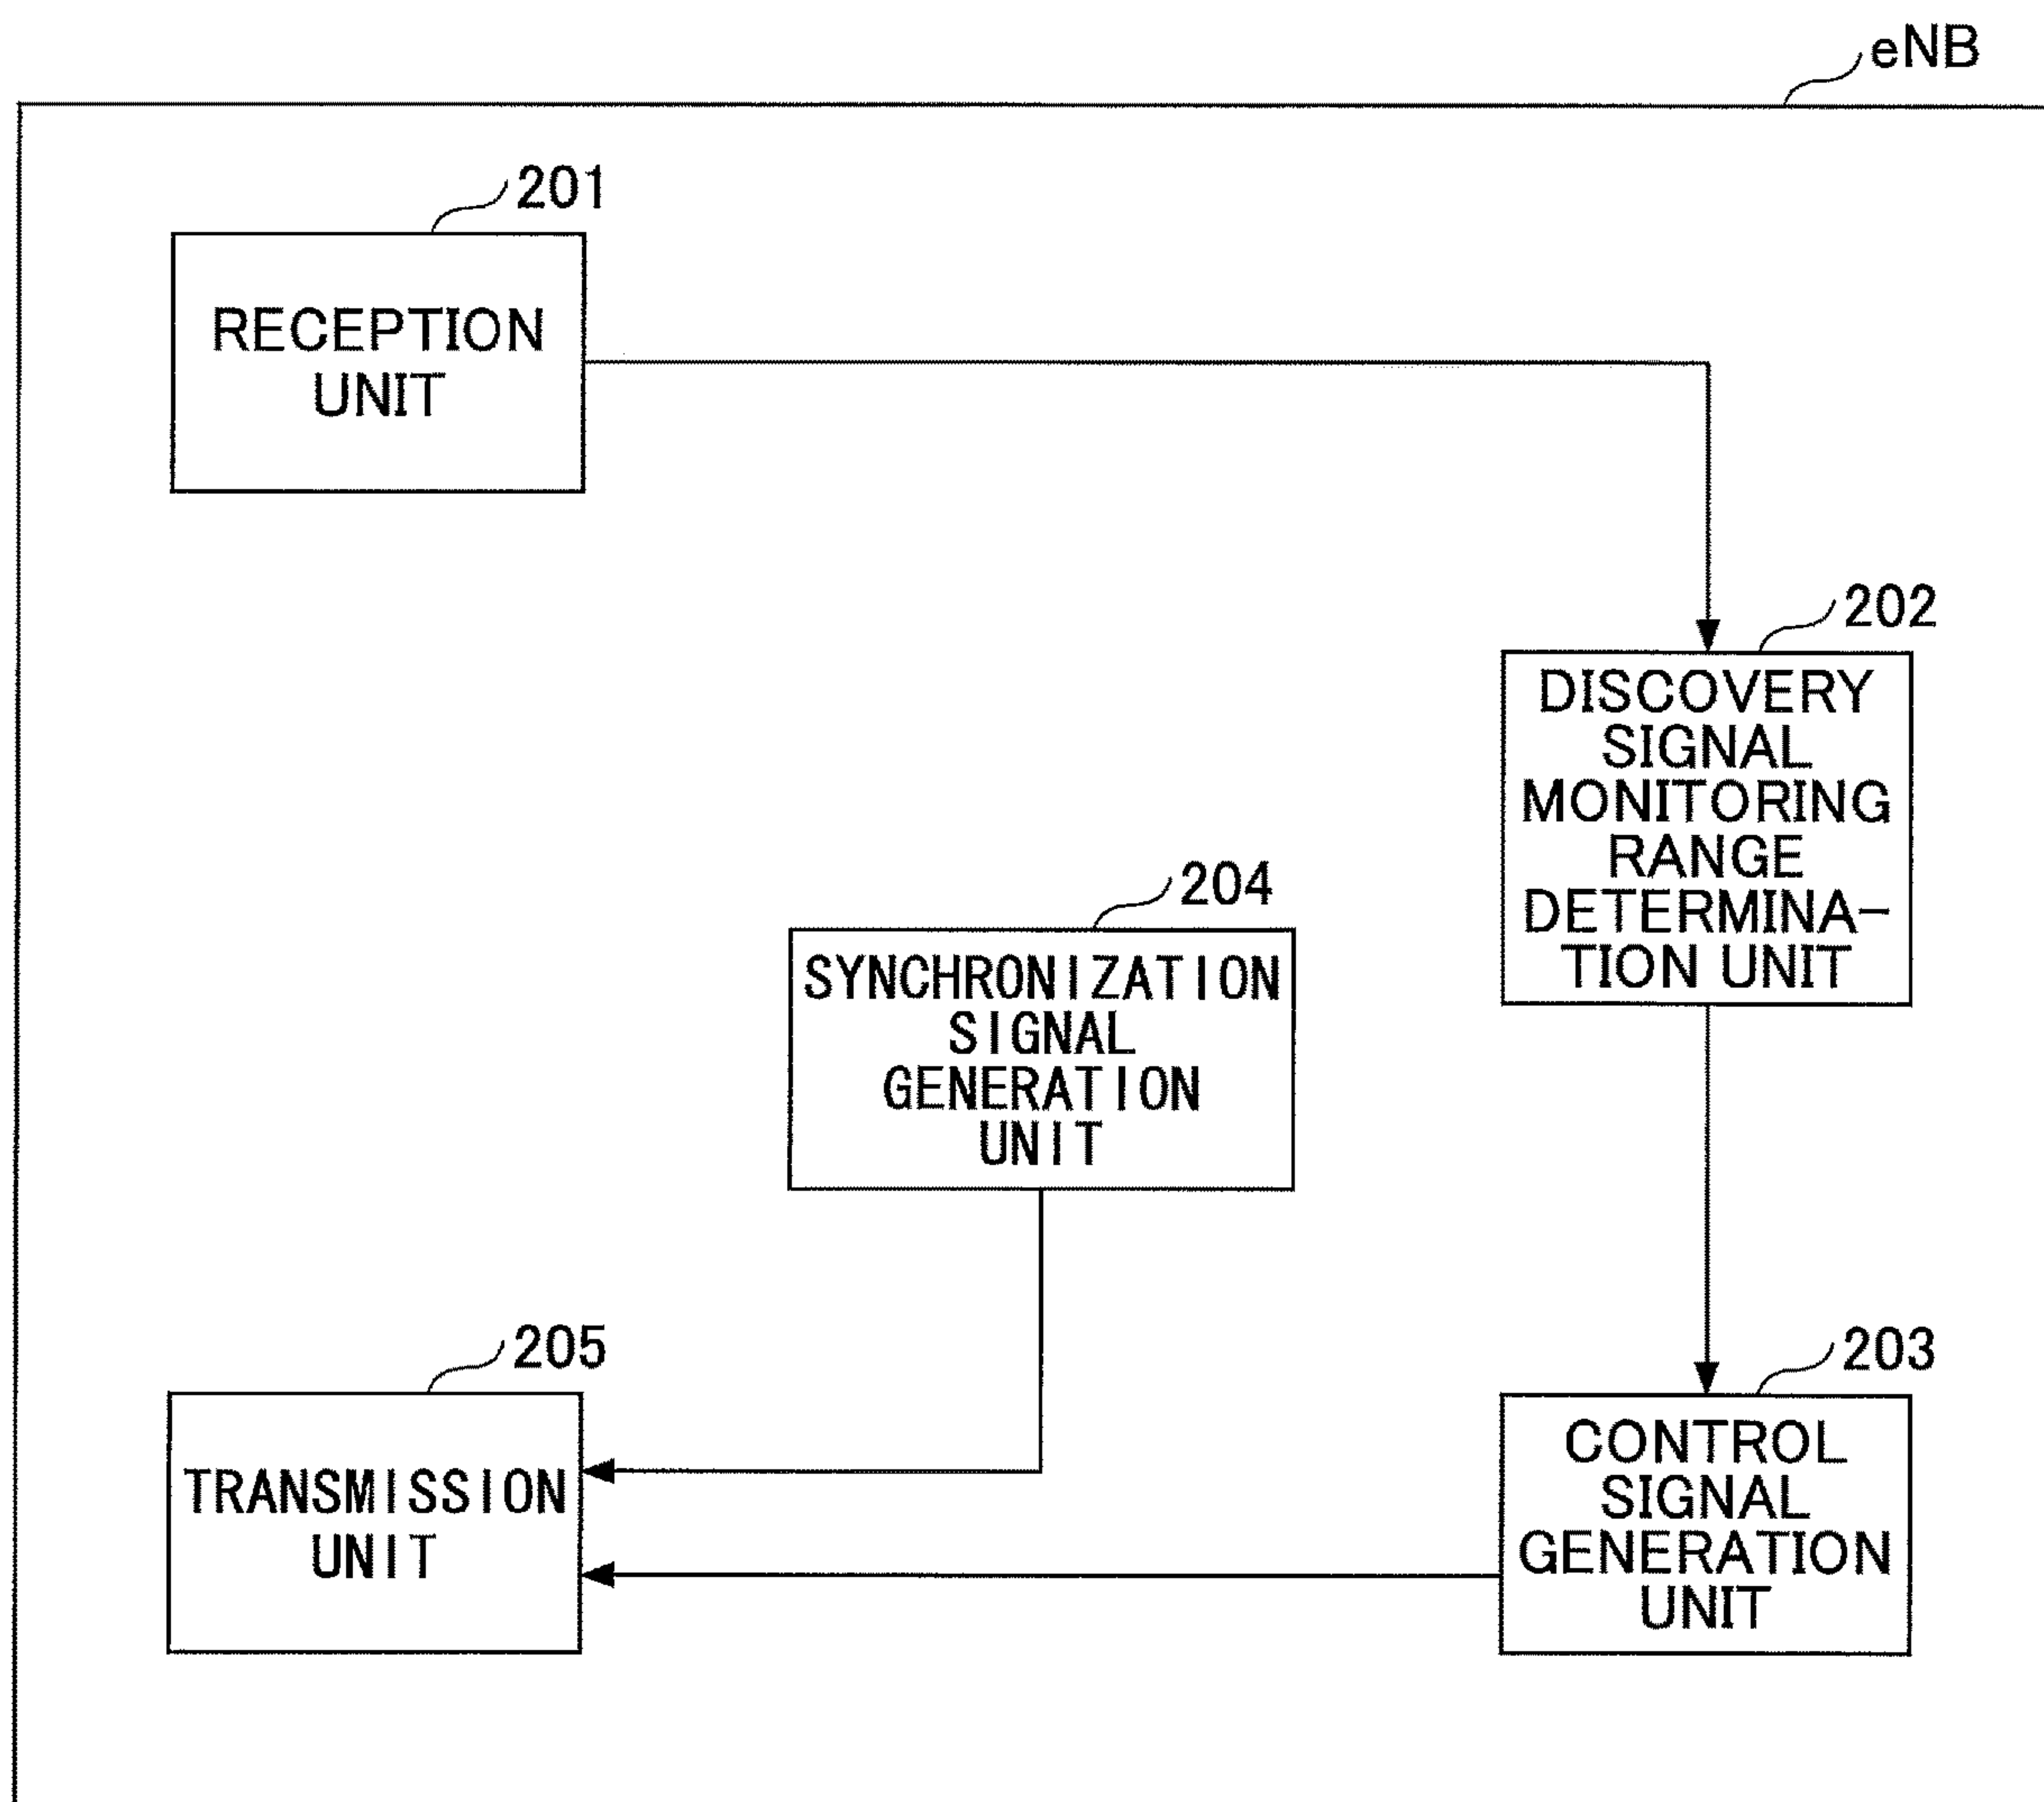 eNB
201
RECEPTION
UNIT
202
DISCOVERY
SIGNAL
MONITORING
RANGE
DETERMINA-
TION UNIT
204
SYNCHRONIZATION
SIGNAL
GENERATION
UNIT
205
TRANSMISSION
UNIT
203
CONTROL
SIGNAL
GENERATION
UNIT